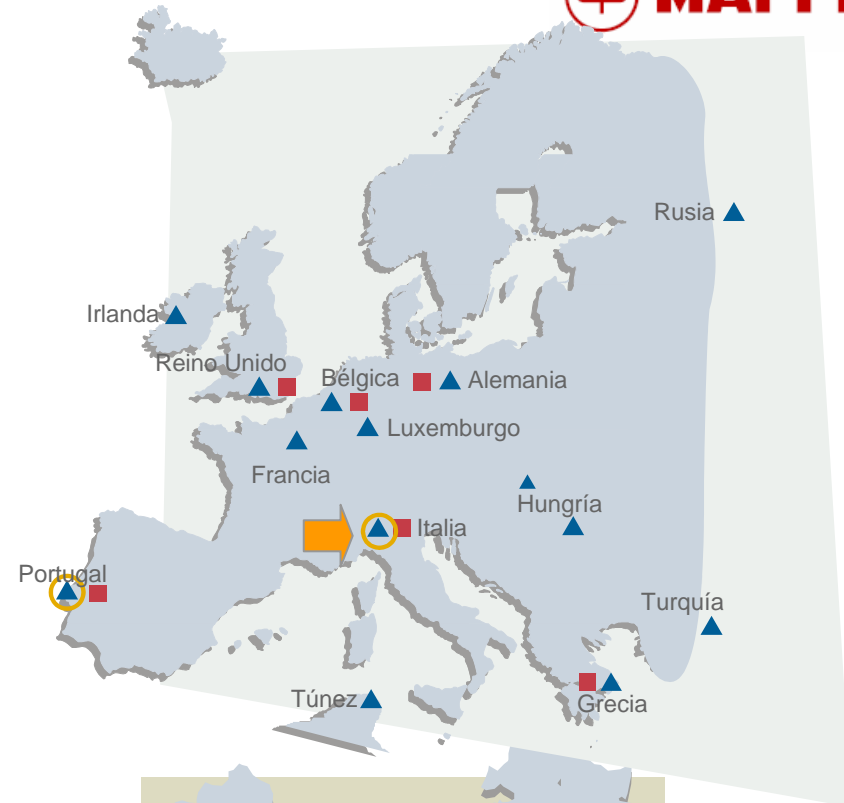 Rusia
Irlanda
Reino Unido
Bélgica
Alemania
Luxemburgo
Francia
Hungría
Italia
Portugal
Turquía
Túnez
Grecia